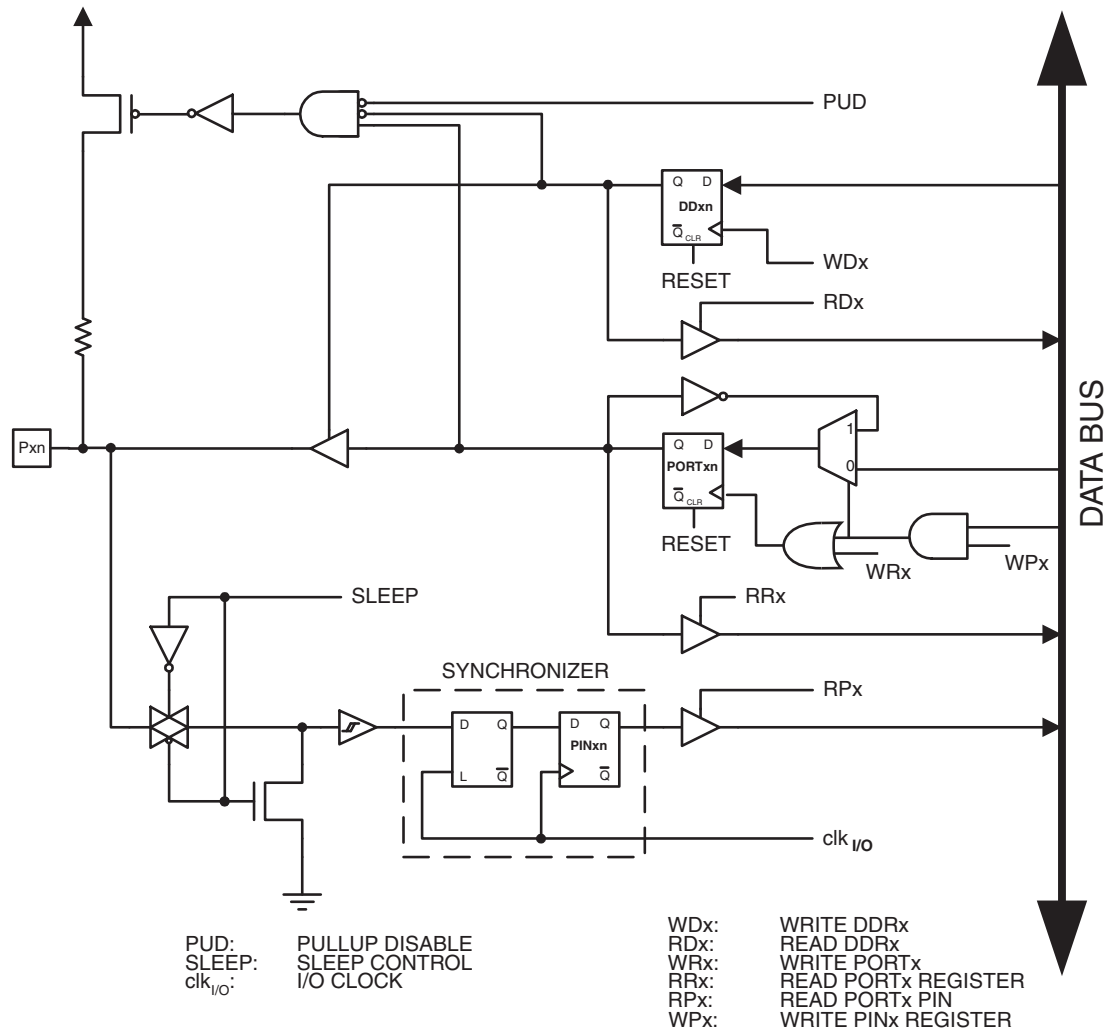 PUD
Q D
DDxn
Q CLR
WDx
RESET
RDx
1
Pxn
Q D
PORTxn
0
Q CLR
RESET
WRx
WPx
DATA BUS
SLEEP
RRx
SYNCHRONIZER
RPx
D Q
D Q
PINxn
L Q
Q
clk I/O
PUD: PULLUP DISABLE
SLEEP: SLEEP CONTROL
clkI/O: I/O CLOCK
WDx: WRITE DDRx
RDx: READ DDRx
WRx: WRITE PORTx
RRx: READ PORTx REGISTER
RPx: READ PORTx PIN
WPx: WRITE PINx REGISTER